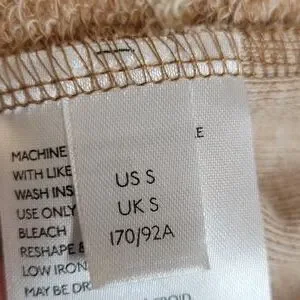 E
MACHINE
WITH LIKE
WASH INS
USE ONLY
BLEACH
RESHAPE &
LOW IRON
MAY BE DR
US S
UK S
170/92A